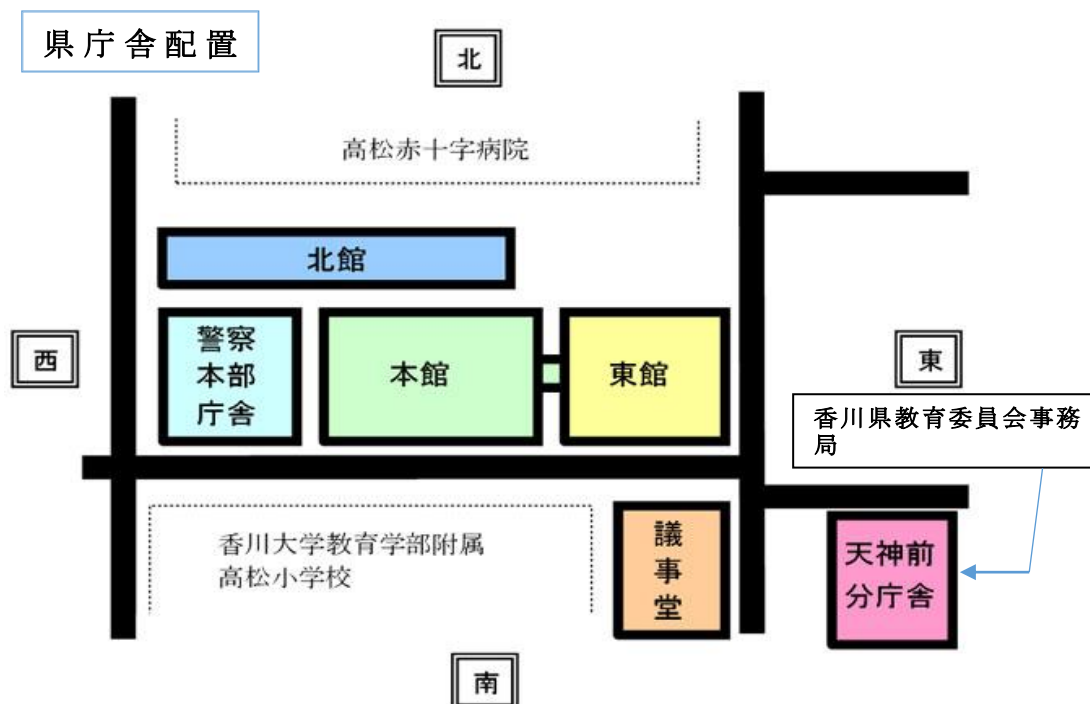 県庁舎配置
北
高松赤十字病院
北館
西
警察
本部
庁舎
本館
東館
東
香川県教育委員会事務
局
香川大学教育学部附属
高松小学校
議
事
堂
天神前
分庁舎
南